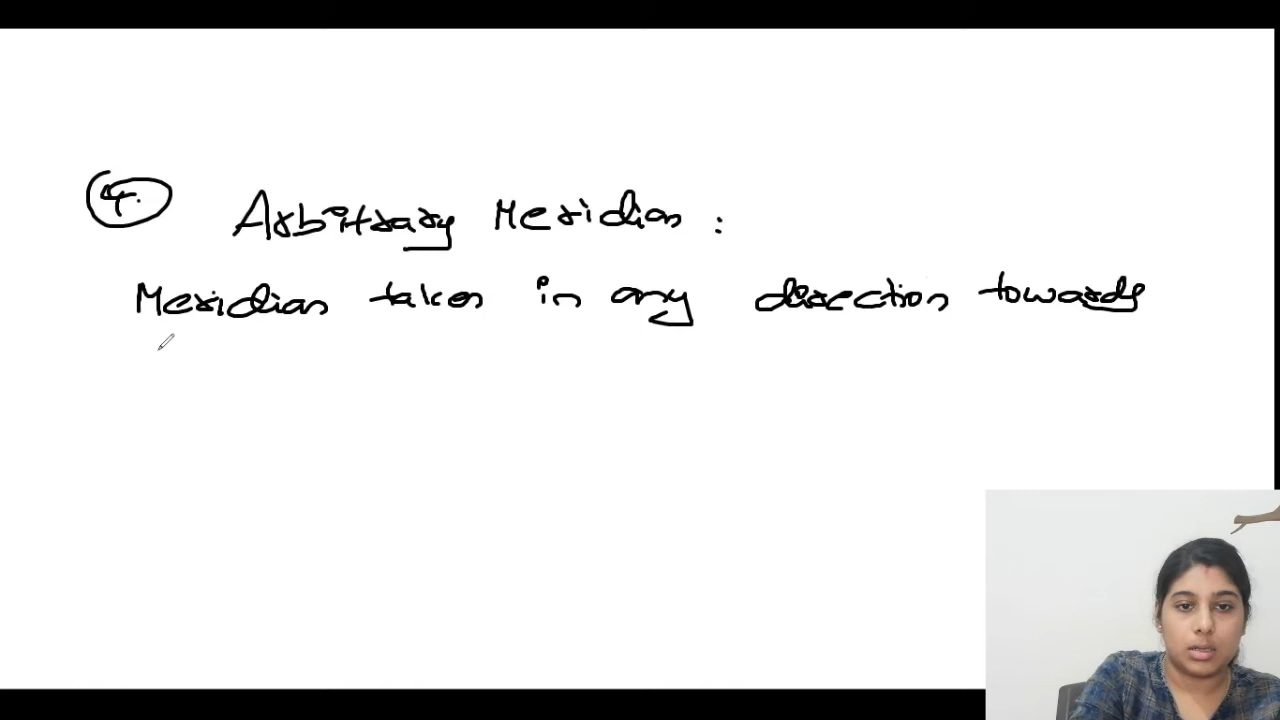 4. Arbitrary Meridian :
Meridian taken in any direction towards